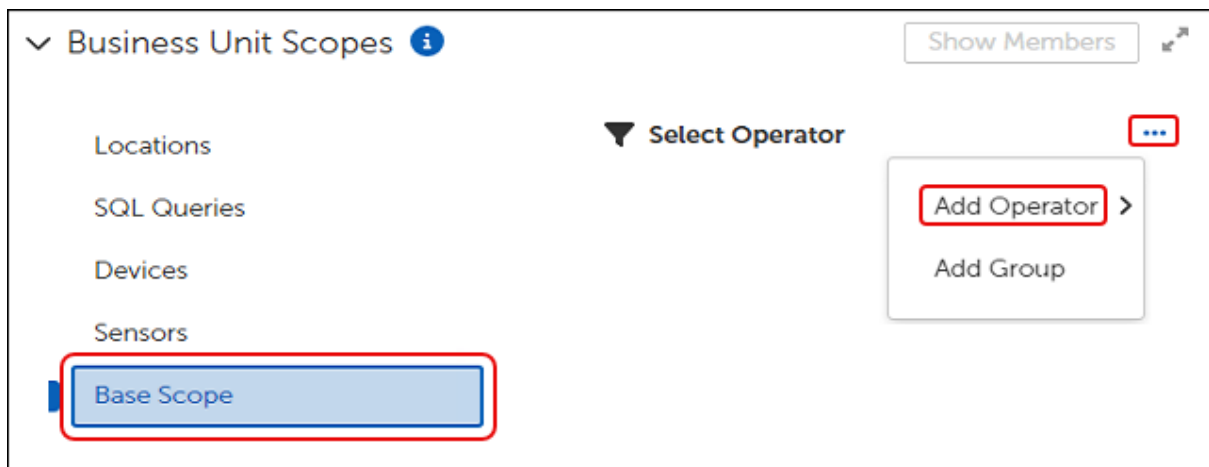 Business Unit Scopes
Show Members
Locations
SQL Queries
Devices
Sensors
Base Scope
Select Operator
...
Add Operator
Add Group